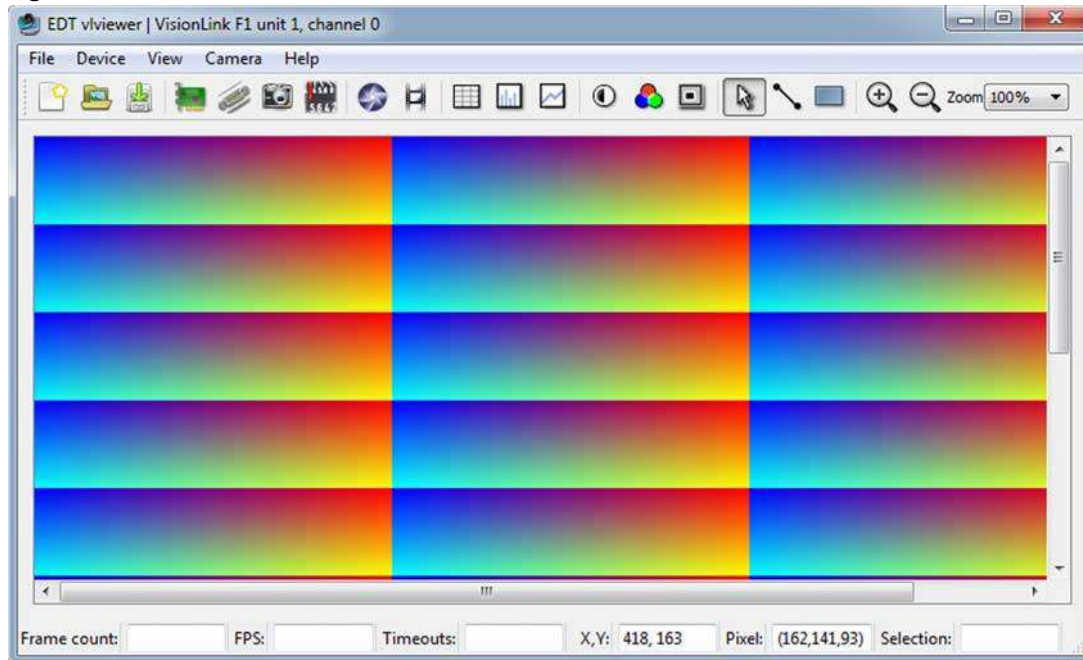 EDT vlviewer | VisionLink F1 unit 1, channel 0
File Device View Camera Help
Zoom 100%
Frame count: FPS: Timeouts: X,Y: 418, 163 Pixel: (162,141,93) Selection: